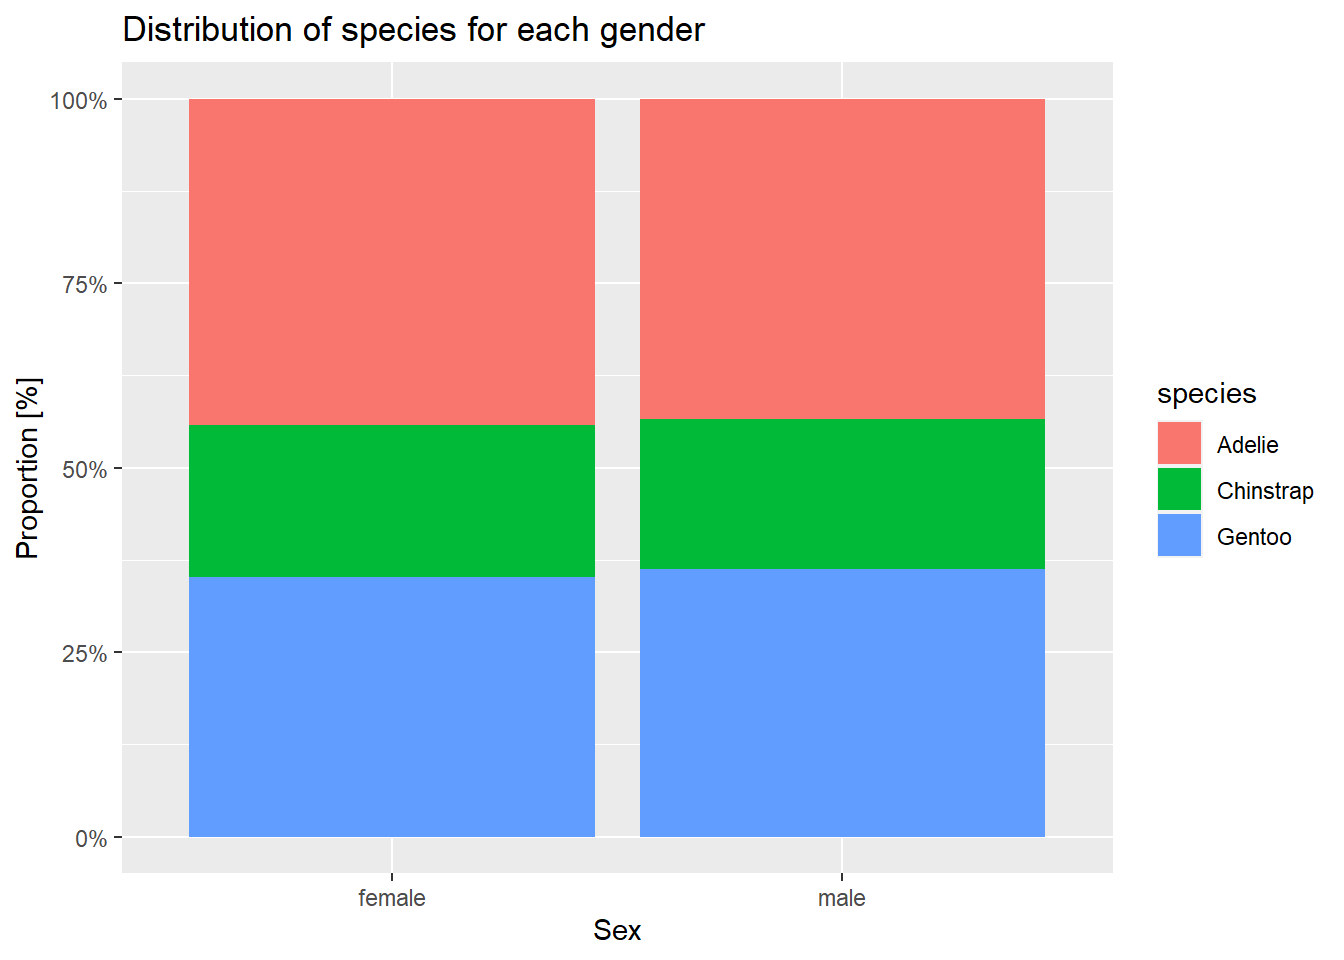 Distribution of species for each gender
100%
75%
50%
25%
0%
Proportion [%]
female
male
Sex
species
Adelie
Chinstrap
Gentoo